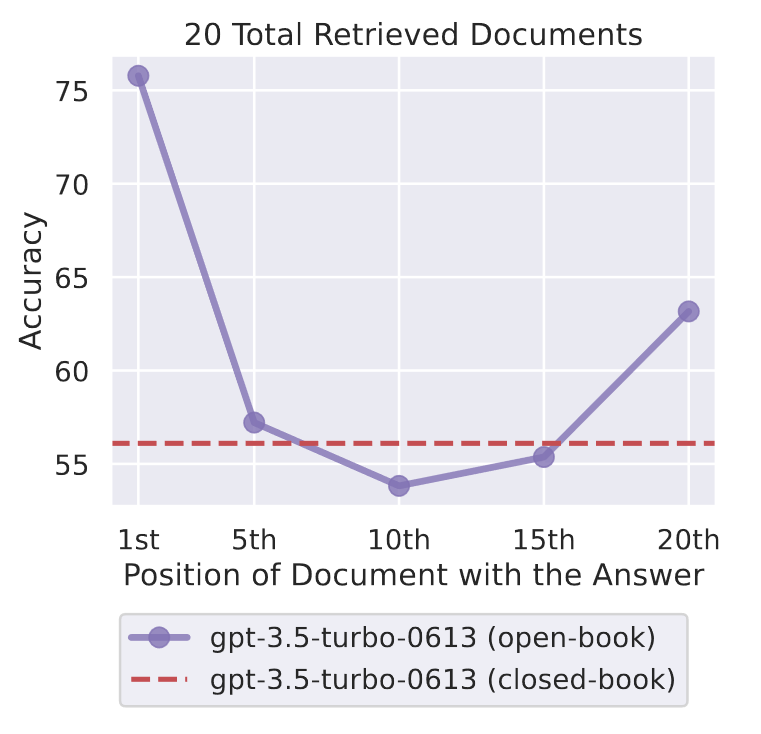 20 Total Retrieved Documents
75
70
65
60
55
Accuracy
1st 5th 10th 15th 20th
Position of Document with the Answer
gpt-3.5-turbo-0613 (open-book)
gpt-3.5-turbo-0613 (closed-book)